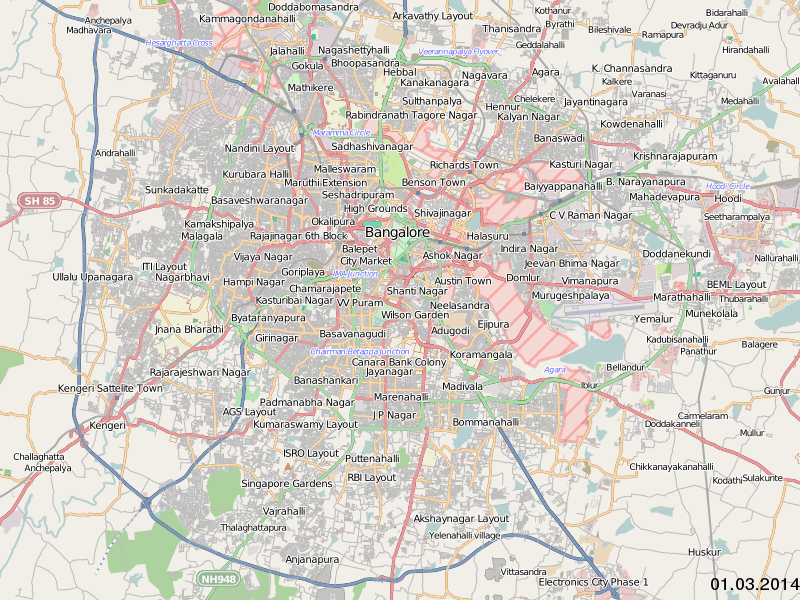 Doddabomasandra
Anchepalya
Madhavara
Kammagondanahalli
Arkavathy Layout
Kothanur
Byrathi
Bidarahalli
Devradj Adur
Bileshivale
Ramapura
Thanisandra
Hesarghatta Cross
Jalahalli
Nagashettyhalli
Veerannapalya Flyover
Geddalahalli
Hirandahalli
Gokula
Bhoopasandra
Hebbal
Nagavara
Agara
K. Channasandra
Kittaganuru
Kanakanagara
Kalkere
Avalahalli
Mathikere
Sulthanpalya
Chelekere
Hennur
Jayantinagara
Varanasi
Medahalli
Rabindranath Tagore Nagar
Kalyan Nagar
Kowdenahalli
Maramma Circle
Banaswadi
Andrahalli
Nandini Layout
Sadhashivanagar
Krishnarajapuram
Malleswaram
Richards Town
Kasturi Nagar
Kurubara Halli
Sunkadakatte
Maruthi Extension
Benson Town
Baiyyappanahalli
B. Narayanapura
Hoodi Circle
Seshadripuram
Mahadevapura
Hoodi
SH 85
Basaveshwaranagar
High Grounds
Shivajinagar
C V Raman Nagar
Seetharampalya
Kamakshipalya
Okalipura
Malagala
Rajajinagar 6th Block
Bangalore
Halasuru
Balepet
Indira Nagar
Vijaya Nagar
City Market
Ashok Nagar
Jeevan Bhima Nagar
Doddanekundi
Nallurahalli
ITI Layout
Ullalu Upanagara
Nagarbhavi
Goriplaya
JMA Junction
Hampi Nagar
Chamarajapete
Shanti Nagar
Austin Town
Domlur
Vimanapura
BEML Layout
Kasturibai Nagar
V V Puram
Neelasandra
Murugeshpalaya
Marathahalli
Thubarahalli
Byataranyapura
Wilson Garden
Munekolala
Jnana Bharathi
Ejipura
Yemalur
Girinagar
Basavanagudi
Adugodi
Kadubisanahalli
Balagere
Chairman Betappa Junction
Koramangala
Panathur
Canara Bank Colony
Rajarajeshwari Nagar
Jayanagar
Agara
Bellandur
Kengeri Sattelite Town
Banashankari
Madivala
Iblur
Gunjur
Padmanabha Nagar
Marenahalli
AGS Layout
J P Nagar
Carmelaram
Kengeri
Kumaraswamy Layout
Bommanahalli
Doddakanneli
Mullur
Challaghatta
ISRO Layout
Puttenahalli
Anchepalya
Chikkanayakanahalli
RBI Layout
Kodathi
Sulakunte
Singapura Gardens
Vajrahalli
Akshaynagar Layout
Thalaghattapura
Yelenahalli village
Huskur
Anjanapura
Vittasandra
NH948
Electronics City Phase 1
01.03.2014